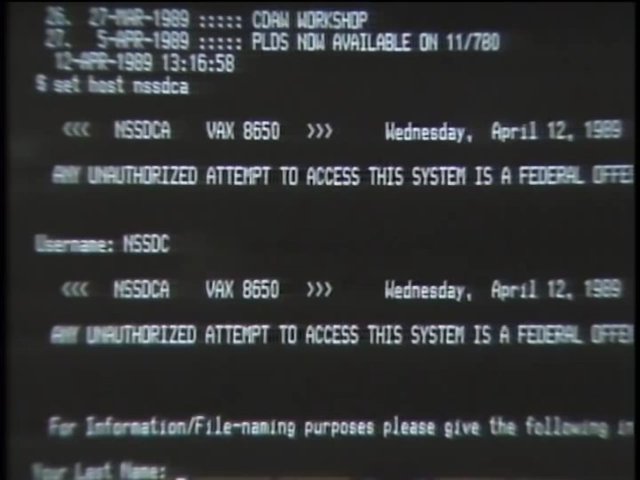 26. 27-MAR-1989 ::::: CDAW WORKSHOP
27. 5-APR-1989 ::::: PLDS NOW AVAILABLE ON 11/780
12-APR-1989 13:16:58
$ set host nssdca
<<< NSSDCA VAX 8650 >>> Wednesday, April 12, 1989
ANY UNAUTHORIZED ATTEMPT TO ACCESS THIS SYSTEM IS A FEDERAL OFFE
Username: NSSDC
<<< NSSDCA VAX 8650 >>> Wednesday, April 12, 1989
ANY UNAUTHORIZED ATTEMPT TO ACCESS THIS SYSTEM IS A FEDERAL OFFE
For Information/File-naming purposes please give the following in
Your Last Name: _